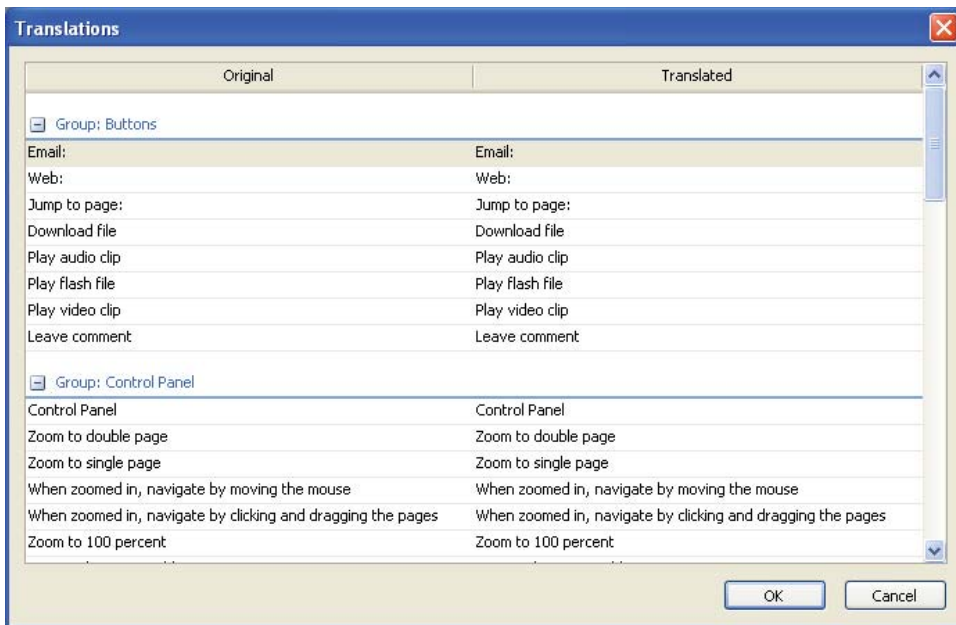 Translations
Original Translated
Group: Buttons
Email: Email:
Web: Web:
Jump to page: Jump to page:
Download file Download file
Play audio clip Play audio clip
Play flash file Play flash file
Play video clip Play video clip
Leave comment Leave comment
Group: Control Panel
Control Panel Control Panel
Zoom to double page Zoom to double page
Zoom to single page Zoom to single page
When zoomed in, navigate by moving the mouse When zoomed in, navigate by moving the mouse
When zoomed in, navigate by clicking and dragging the pages When zoomed in, navigate by clicking and dragging the pages
Zoom to 100 percent Zoom to 100 percent
OK Cancel